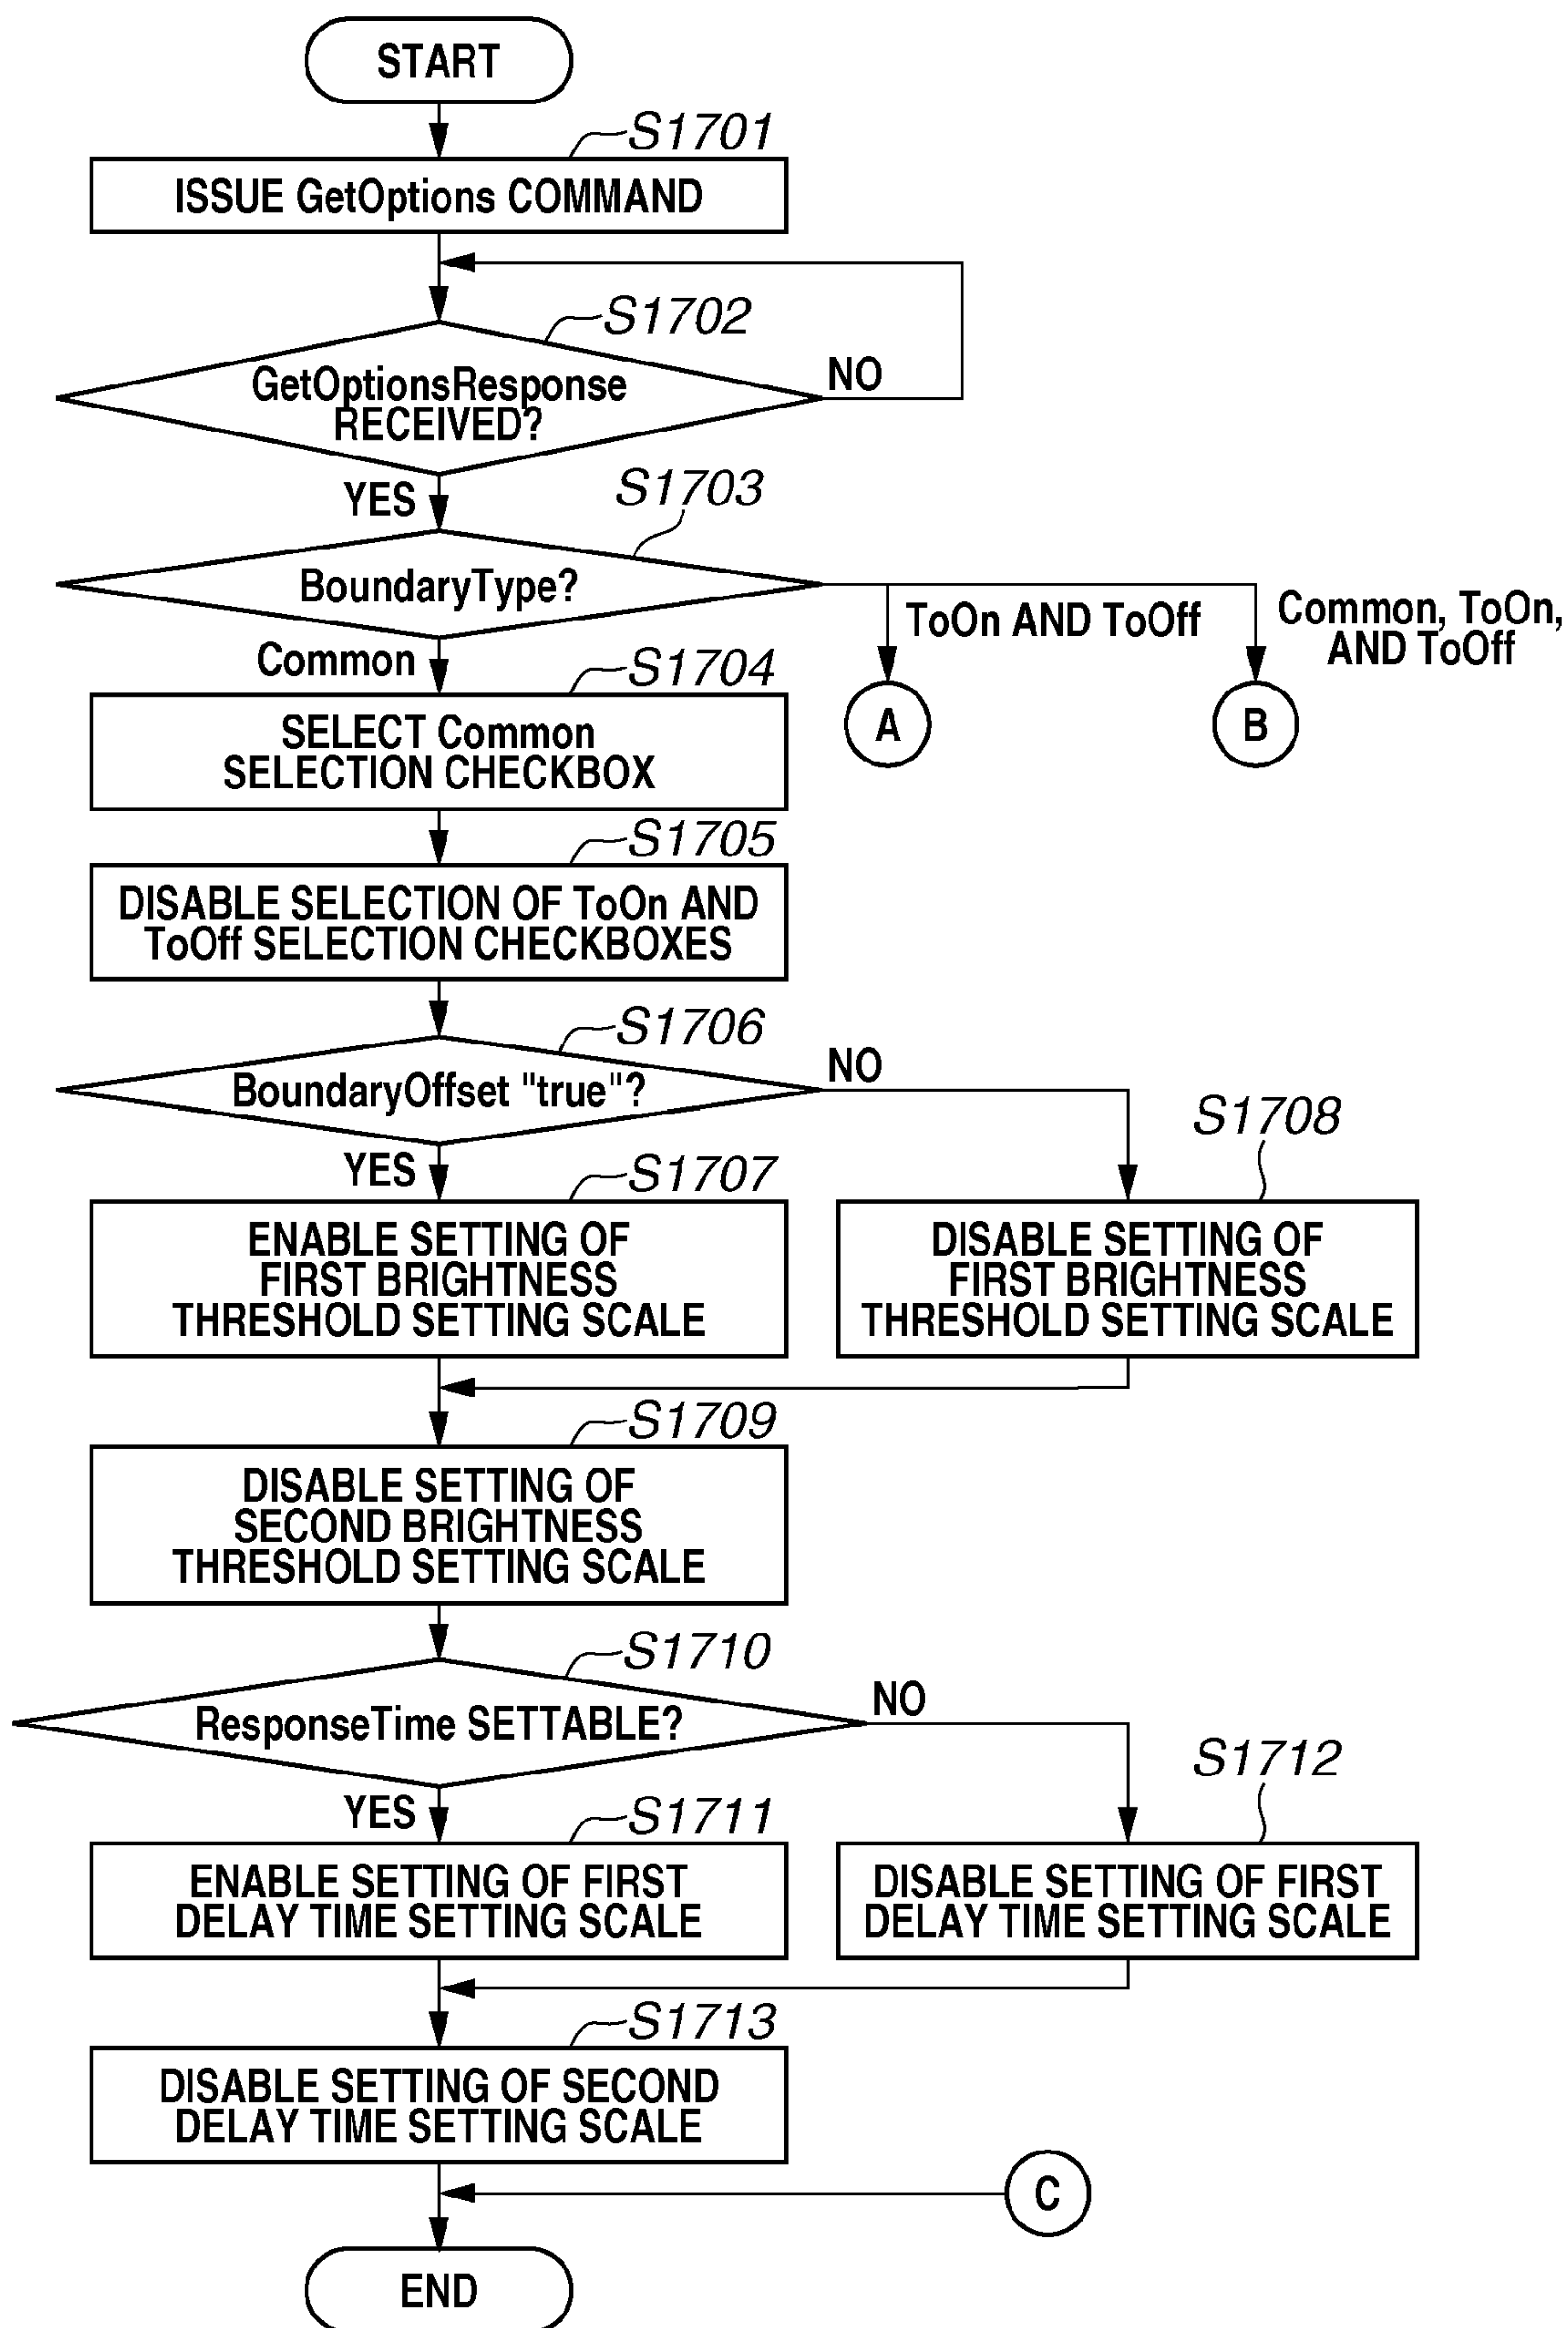 START
S1701
ISSUE GetOptions COMMAND
S1702
GetOptionsResponse
RECEIVED?
NO
YES
S1703
BoundaryType?
ToOn AND ToOff
Common, ToOn,
AND ToOff
Common
A
B
S1704
SELECT Common
SELECTION CHECKBOX
S1705
DISABLE SELECTION OF ToOn AND
ToOff SELECTION CHECKBOXES
S1706
BoundaryOffset "true"?
NO
YES
S1707
ENABLE SETTING OF
FIRST BRIGHTNESS
THRESHOLD SETTING SCALE
S1708
DISABLE SETTING OF
FIRST BRIGHTNESS
THRESHOLD SETTING SCALE
S1709
DISABLE SETTING OF
SECOND BRIGHTNESS
THRESHOLD SETTING SCALE
S1710
ResponseTime SETTABLE?
NO
YES
S1711
ENABLE SETTING OF FIRST
DELAY TIME SETTING SCALE
S1712
DISABLE SETTING OF FIRST
DELAY TIME SETTING SCALE
S1713
DISABLE SETTING OF SECOND
DELAY TIME SETTING SCALE
C
END